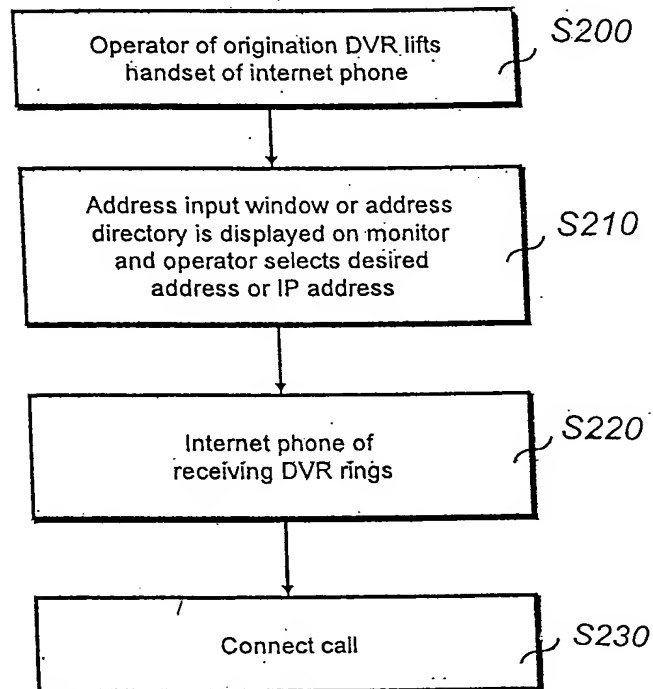 Operator of origination DVR lifts
handset of internet phone
S200
Address input window or address
directory is displayed on monitor
and operator selects desired
address or IP address
S210
Internet phone of
receiving DVR rings
S220
Connect call
S230